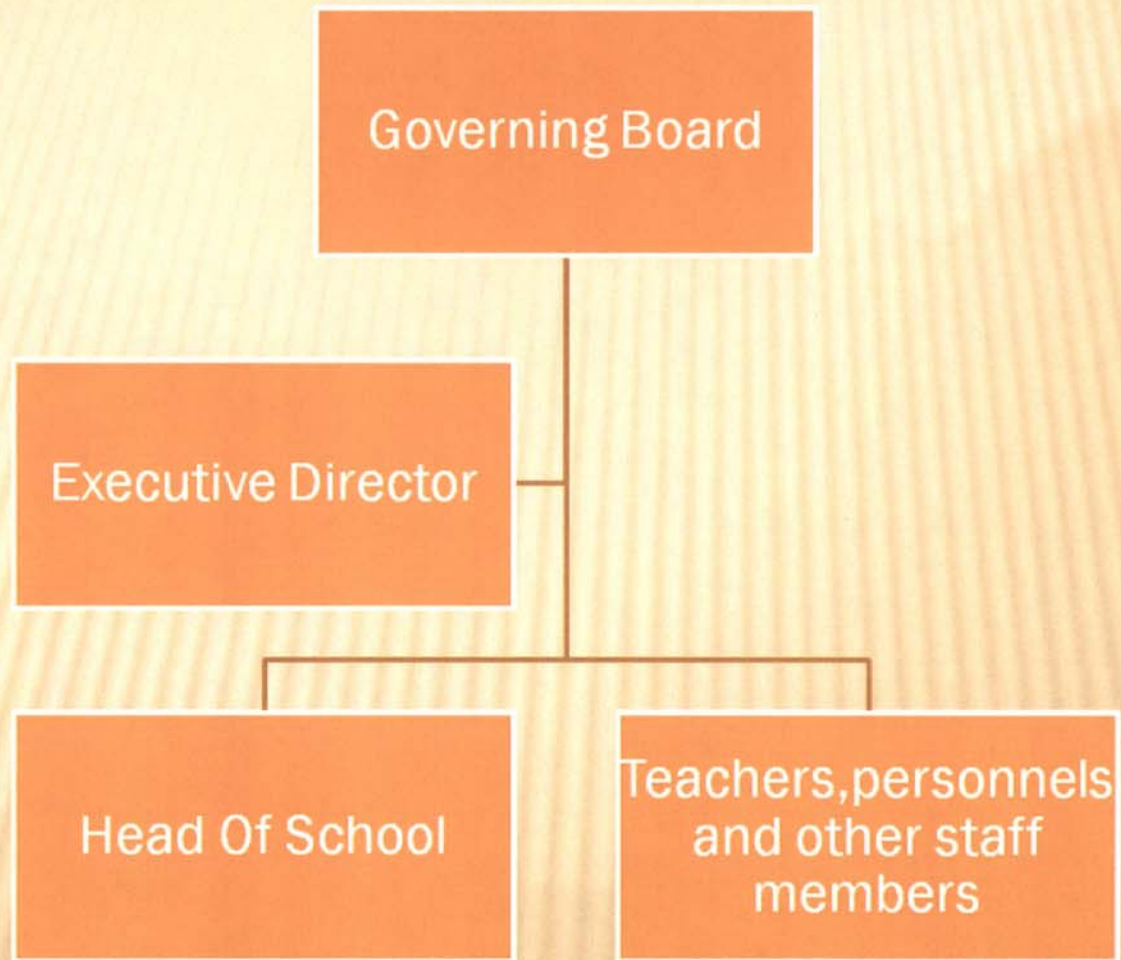 Governing Board
Executive Director
Head Of School
Teachers,personnels
and other staff
members